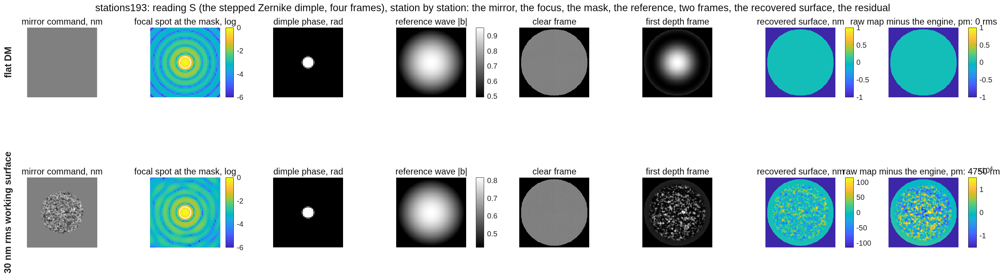 stations193: reading S (the stepped Zernike dimple, four frames), station by station: the mirror, the focus, the mask, the reference, two frames, the recovered surface, the residual
flat DM
mirror command, nm
focal spot at the mask, log
0
-2
-4
-6
dimple phase, rad
reference wave |b|
0.9
0.8
0.7
0.6
0.5
clear frame
first depth frame
recovered surface, nm
1
0.5
0
-0.5
-1
raw map minus the engine, pm: 0 rms
1
0.5
0
-0.5
-1
30 nm rms working surface
mirror command, nm
focal spot at the mask, log
0
-2
-4
-6
dimple phase, rad
reference wave |b|
0.8
0.7
0.6
0.5
clear frame
first depth frame
recovered surface, nm
100
50
0
-50
-100
raw map minus the engine, pm:
1
0
-1